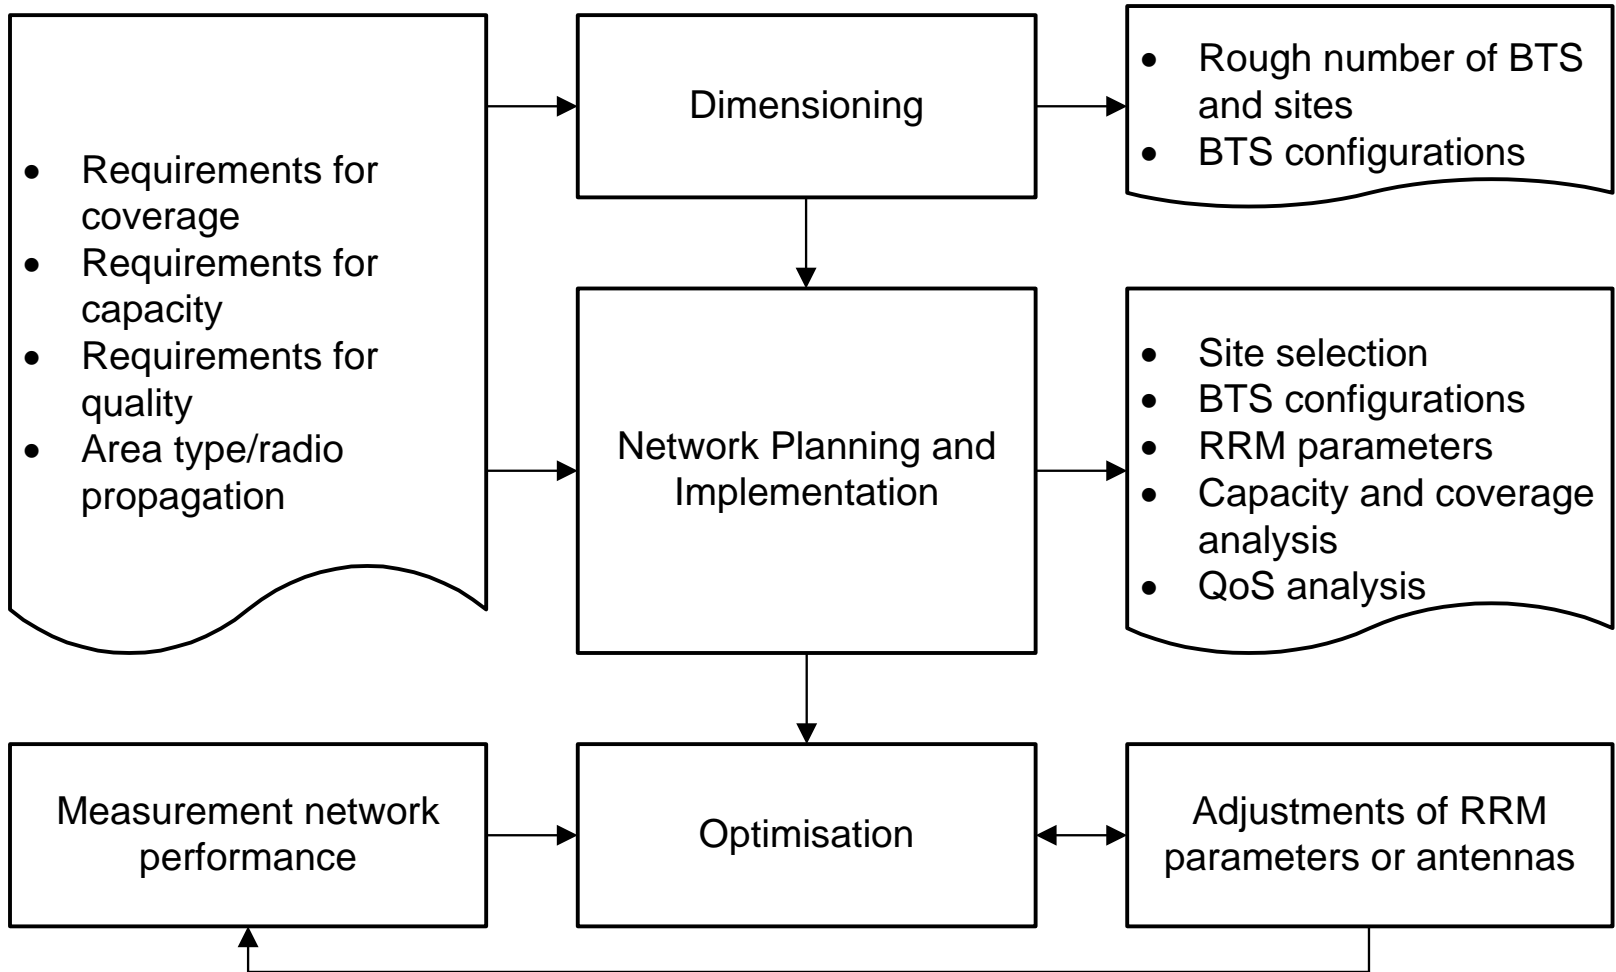 • Requirements for
coverage
• Requirements for
capacity
• Requirements for
quality
• Area type/radio
propagation
Dimensioning
• Rough number of BTS
and sites
• BTS configurations
Network Planning and
Implementation
• Site selection
• BTS configurations
• RRM parameters
• Capacity and coverage
analysis
• QoS analysis
Measurement network
performance
Optimisation
Adjustments of RRM
parameters or antennas